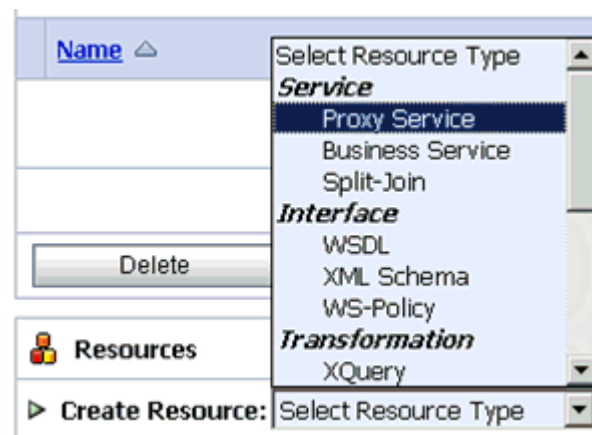 Name
Select Resource Type
Service
Proxy Service
Business Service
Split-Join
Interface
WSDL
XML Schema
WS-Policy
Transformation
XQuery
Delete
Resources
Create Resource: Select Resource Type